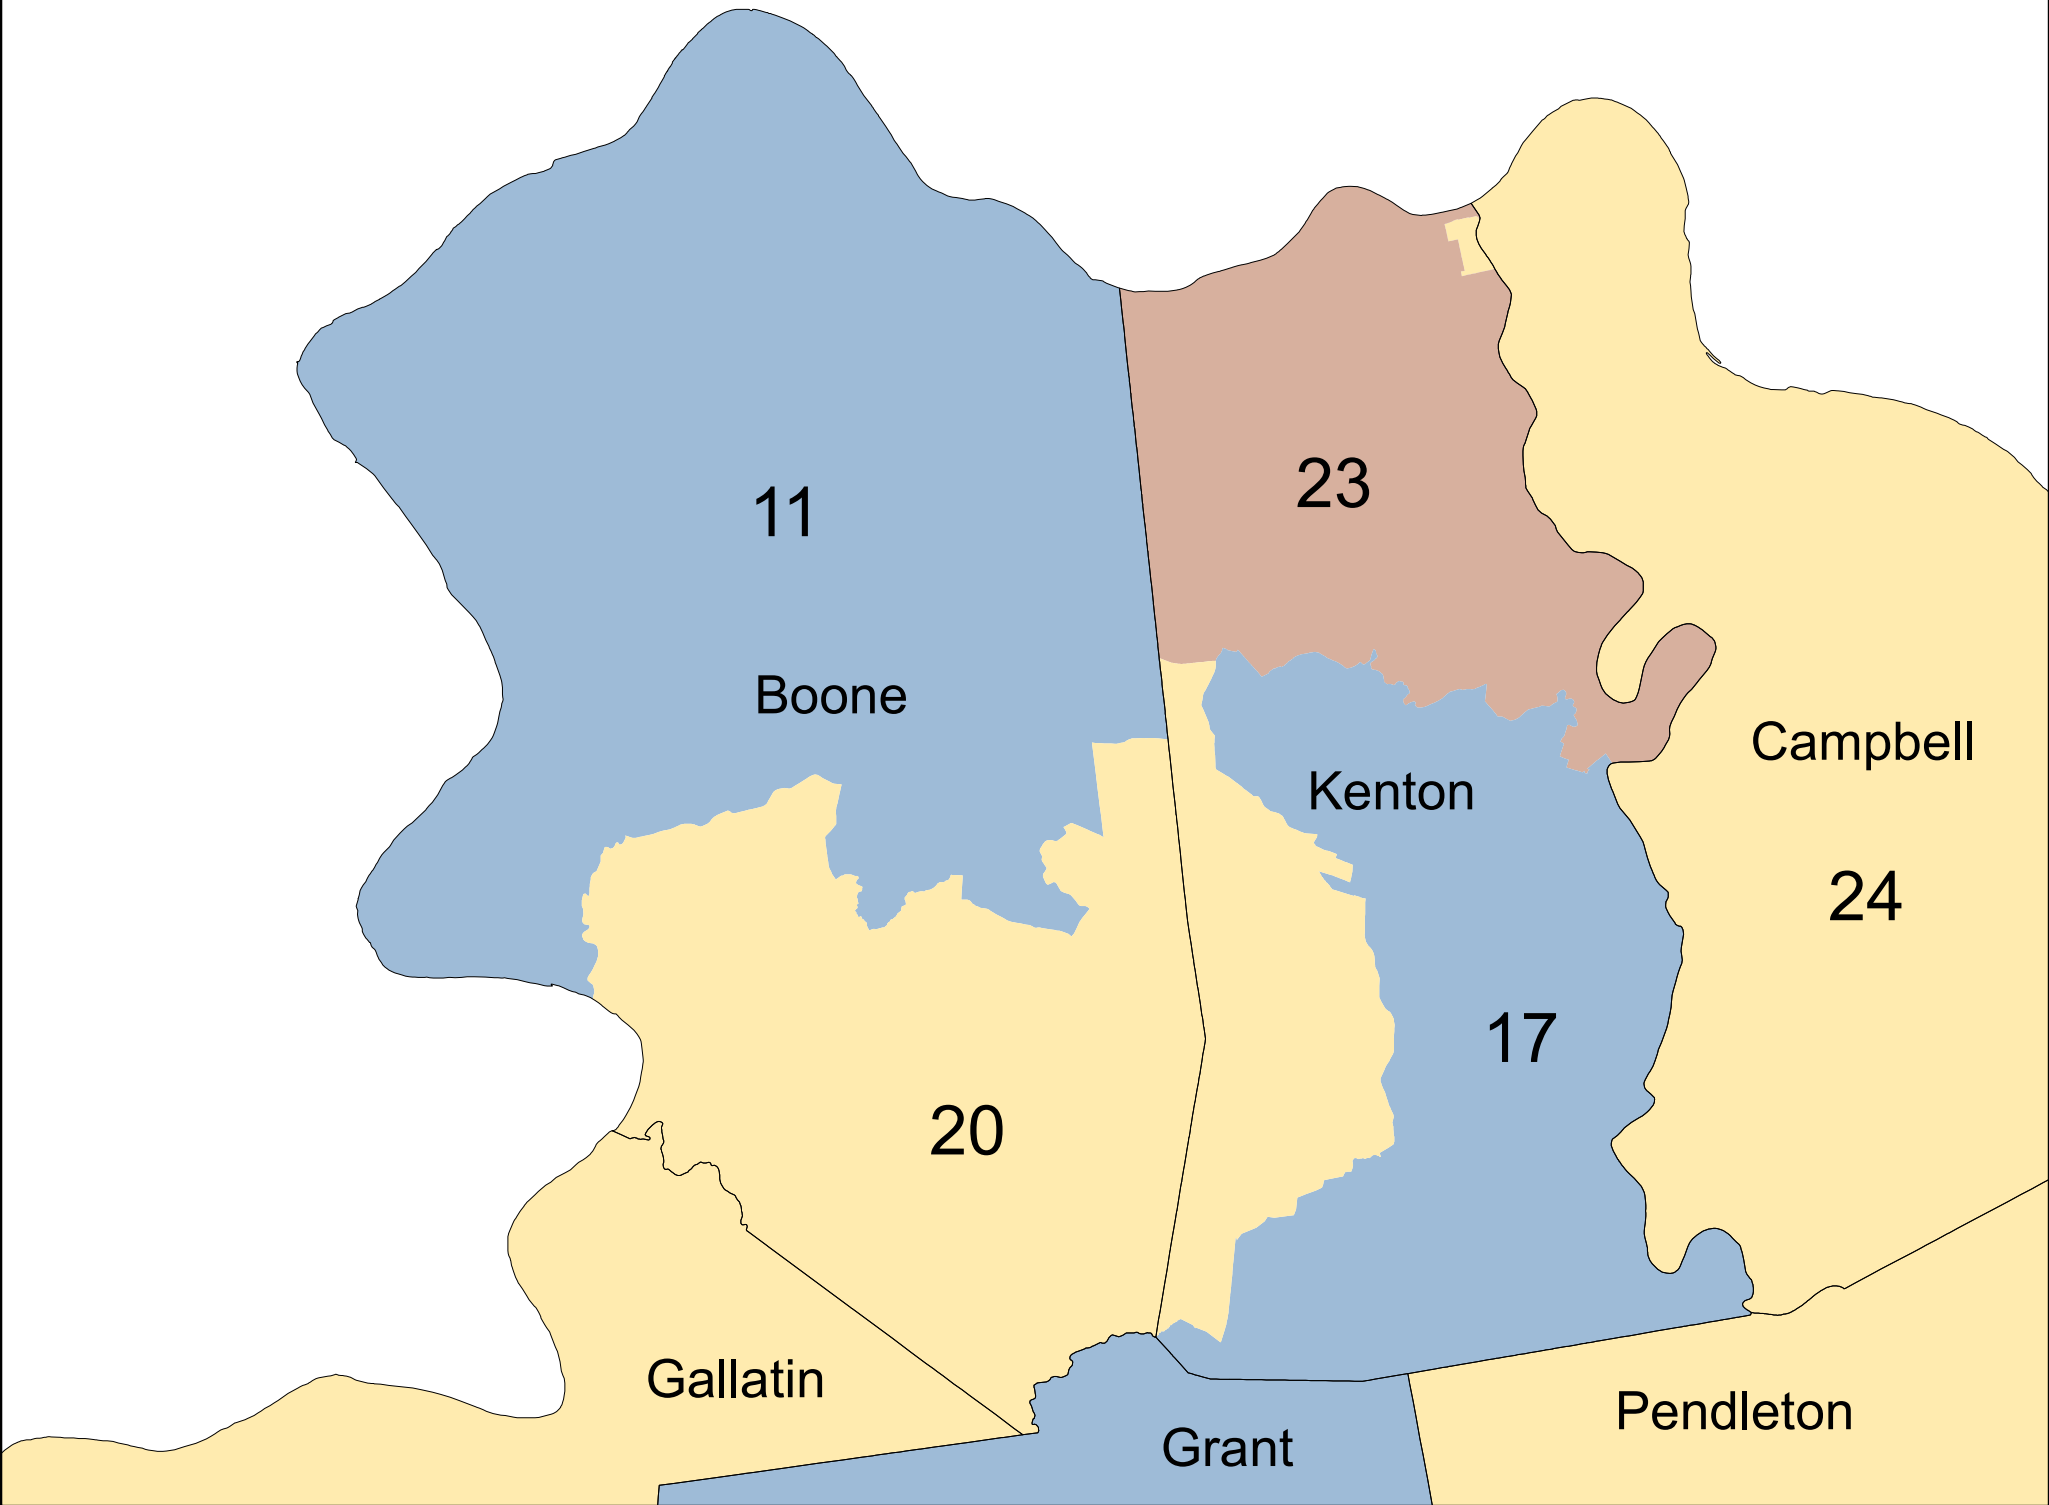 23
11
Boone
Campbell
Kenton
24
17
20
Gallatin
Pendleton
Grant